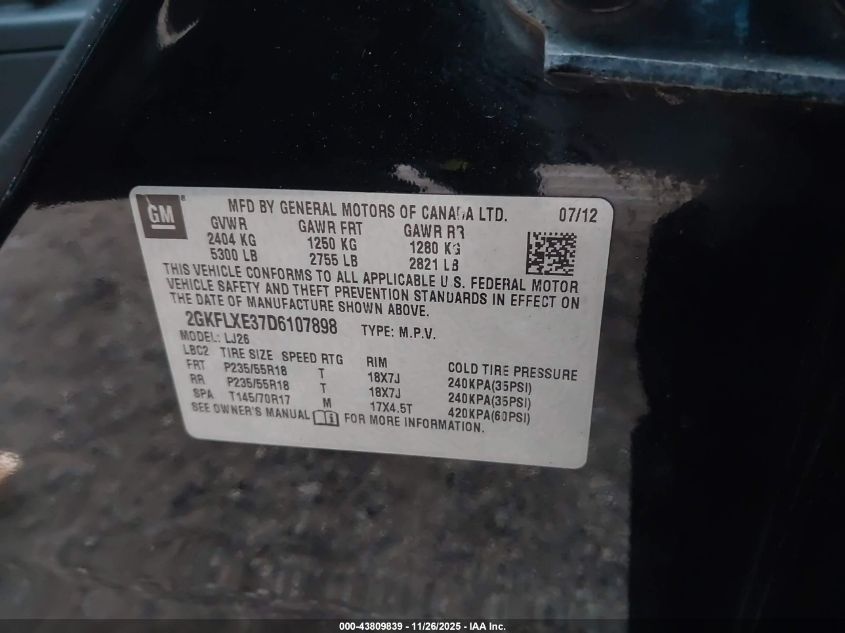 GM
MFD BY GENERAL MOTORS OF CANADA LTD. 07/12
GVWR GAWR FRT GAWR RR
2404 KG 1250 KG 1280 KG
5300 LB 2755 LB 2821 LB
THIS VEHICLE CONFORMS TO ALL APPLICABLE U.S. FEDERAL MOTOR
VEHICLE SAFETY AND THEFT PREVENTION STANDARDS IN EFFECT ON
THE DATE OF MANUFACTURE SHOWN ABOVE.
2GKFLXE37D6107898 TYPE: M.P.V.
MODEL: LJ26
LBC2 TIRE SIZE SPEED RTG RIM COLD TIRE PRESSURE
FRT P235/55R18 T 18X7J 240KPA(35PSI)
RR P235/55R18 T 18X7J 240KPA(35PSI)
SPA T145/70R17 M 17X4.5T 420KPA(60PSI)
SEE OWNER'S MANUAL FOR MORE INFORMATION.
000-43809839 - 11/26/2025 - IAA Inc.